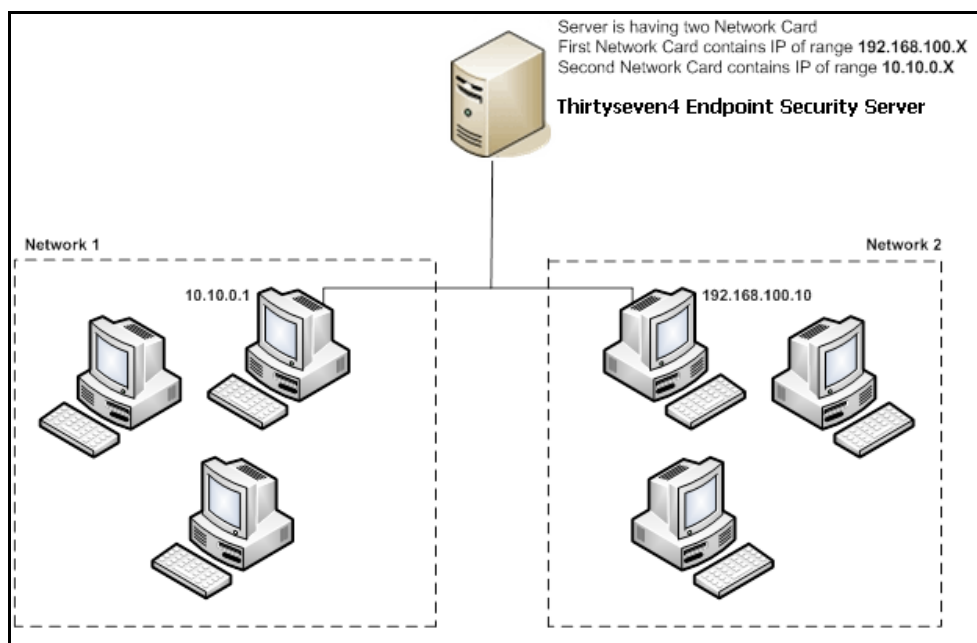 Server is having two Network Card
First Network Card contains IP of range 192.168.100.X
Second Network Card contains IP of range 10.10.0.X
Thirtyseven4 Endpoint Security Server
Network 1
Network 2
10.10.0.1
192.168.100.10